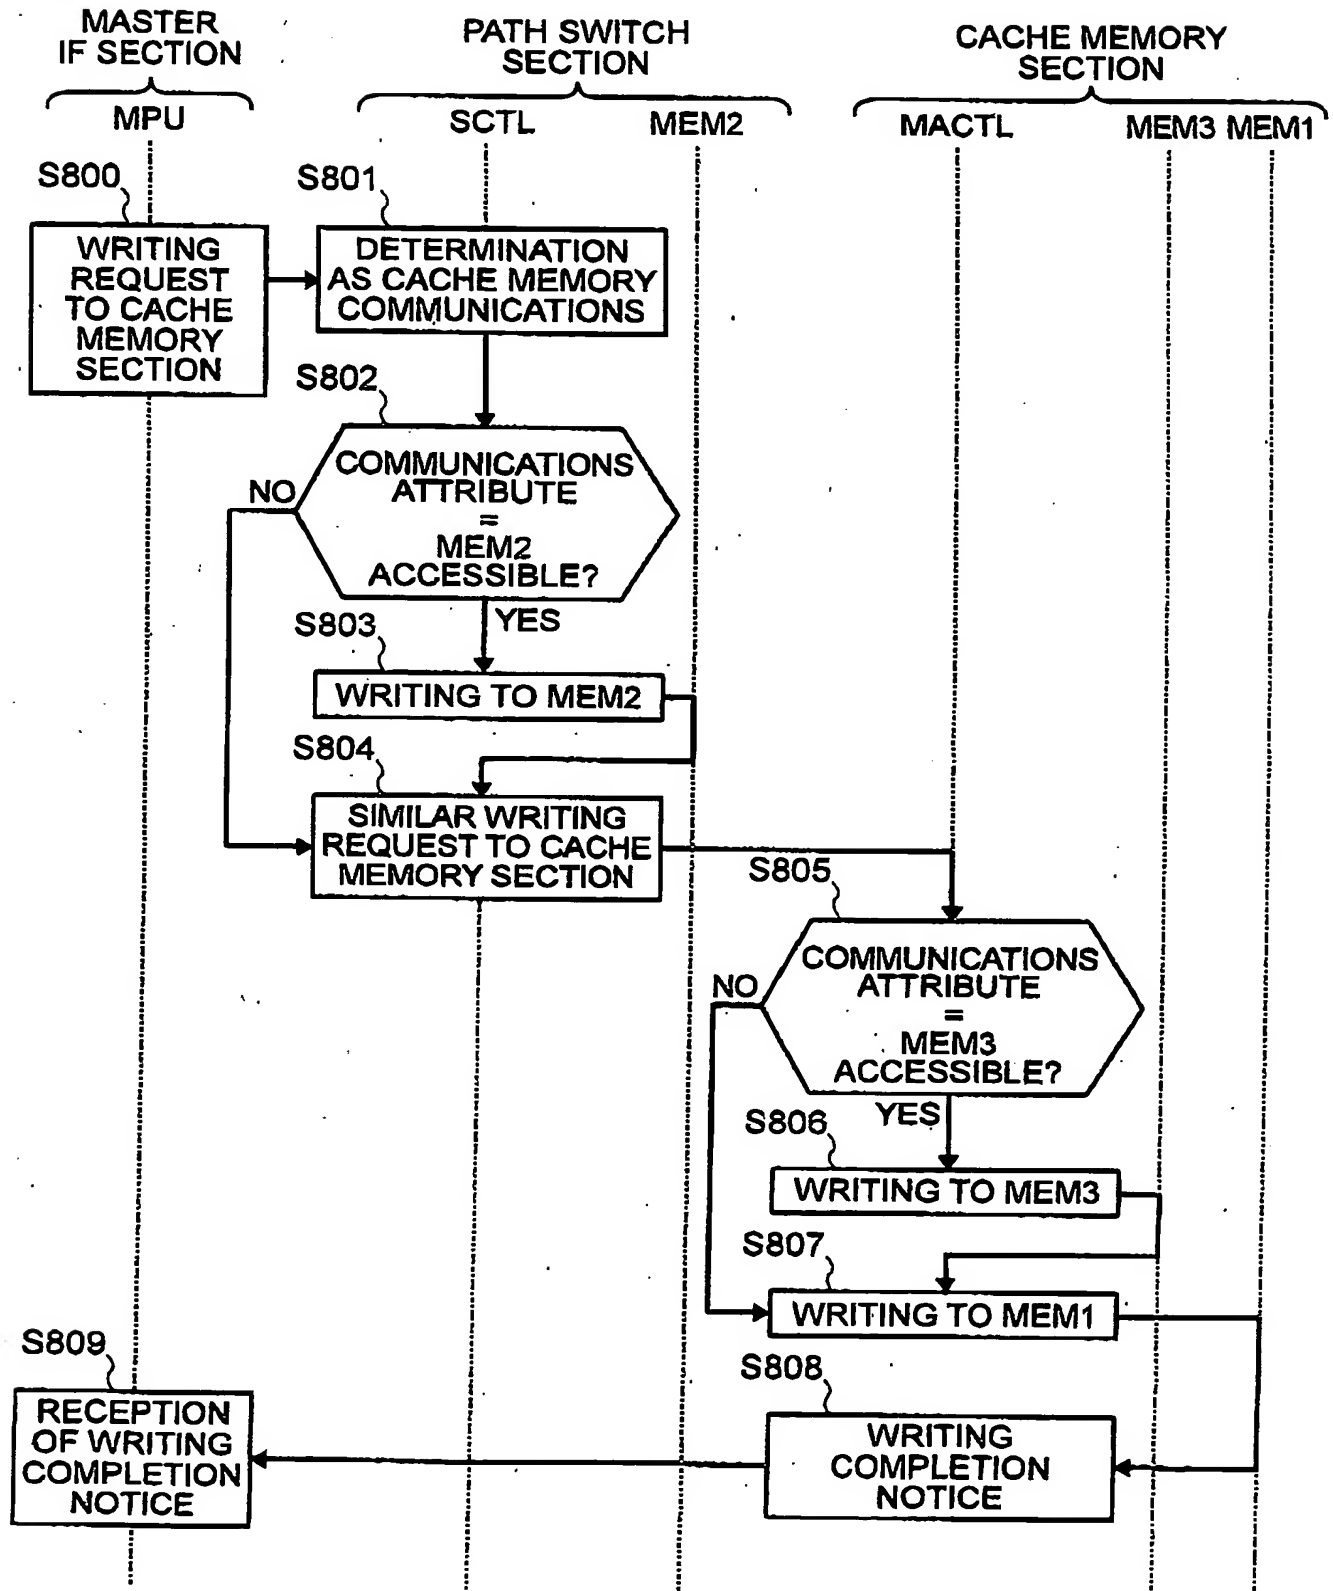 MASTER
IF SECTION
PATH SWITCH
SECTION
CACHE MEMORY
SECTION
MPU
SCTL
MEM2
MACTL
MEM3 MEM1
S800
WRITING
REQUEST
TO CACHE
MEMORY
SECTION
S801
DETERMINATION
AS CACHE MEMORY
COMMUNICATIONS
S802
COMMUNICATIONS
ATTRIBUTE
=
MEM2
ACCESSIBLE?
NO
YES
S803
WRITING TO MEM2
S804
SIMILAR WRITING
REQUEST TO CACHE
MEMORY SECTION
S805
COMMUNICATIONS
ATTRIBUTE
=
MEM3
ACCESSIBLE?
NO
YES
S806
WRITING TO MEM3
S807
WRITING TO MEM1
S808
WRITING
COMPLETION
NOTICE
S809
RECEPTION
OF WRITING
COMPLETION
NOTICE